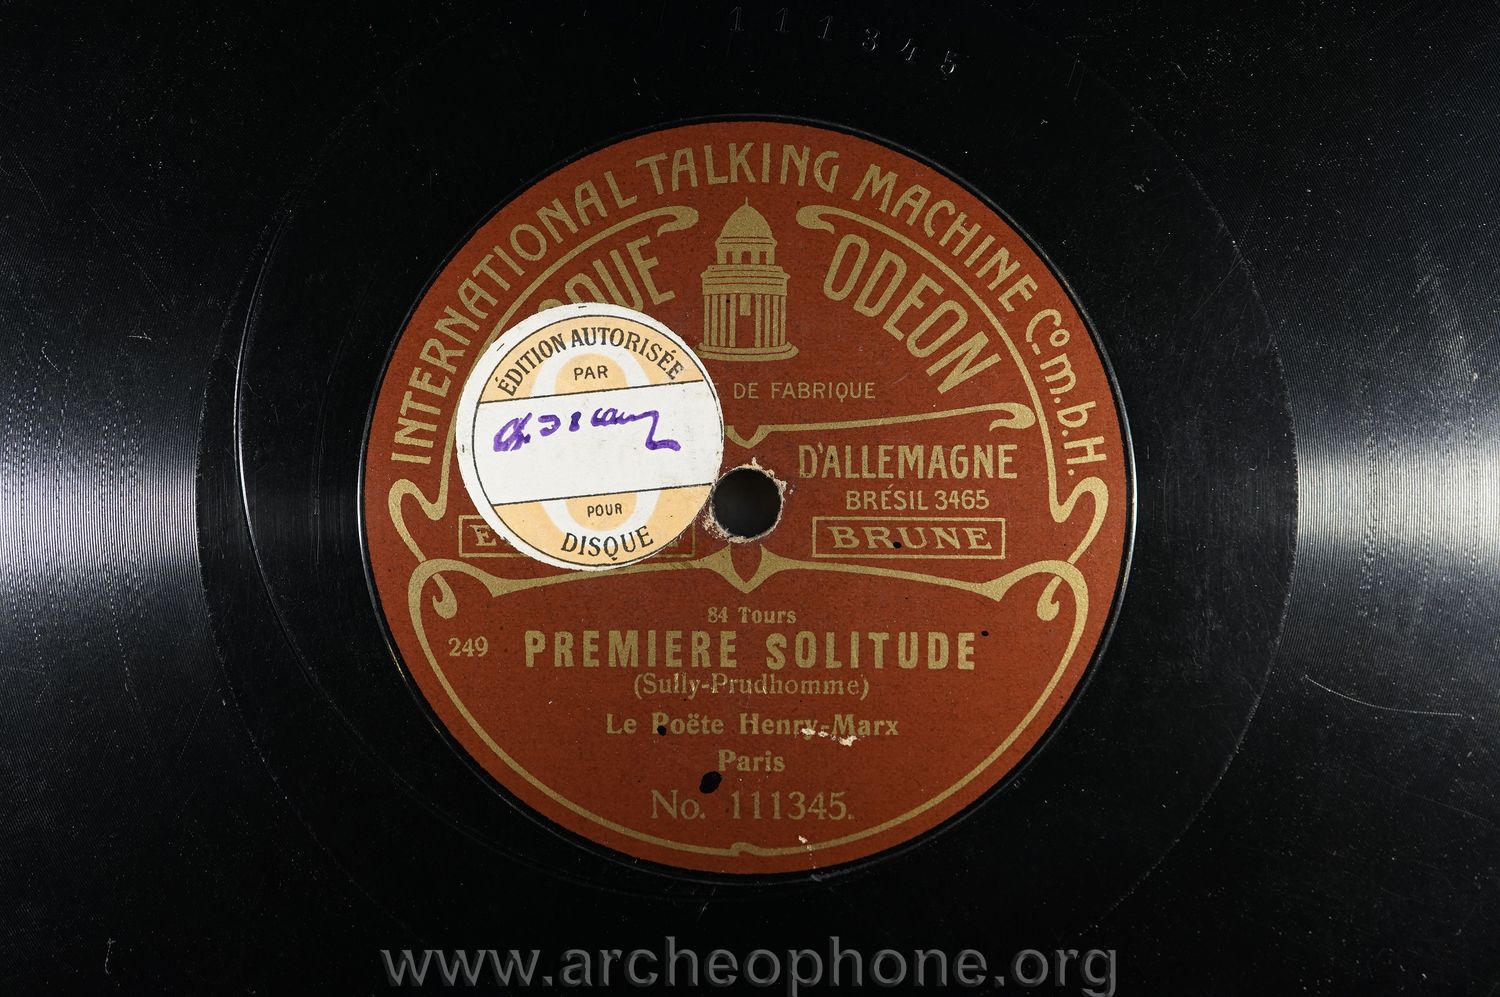 111345
INTERNATIONAL TALKING MACHINE Co. m.b.H.
ODEON
DE FABRIQUE
ÉDITION AUTORISÉE
PAR
POUR
DISQUE
D'ALLEMAGNE
BRÉSIL 3465
BRUNE
84 Tours
249 PREMIERE SOLITUDE
(Sully-Prudhomme)
Le Poëte Henry-Marx
Paris
No. 111345.
www.archeophone.org